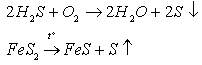 2H₂S + O₂ → 2H₂O + 2S ↓
FeS₂ →^{t°} FeS + S ↑